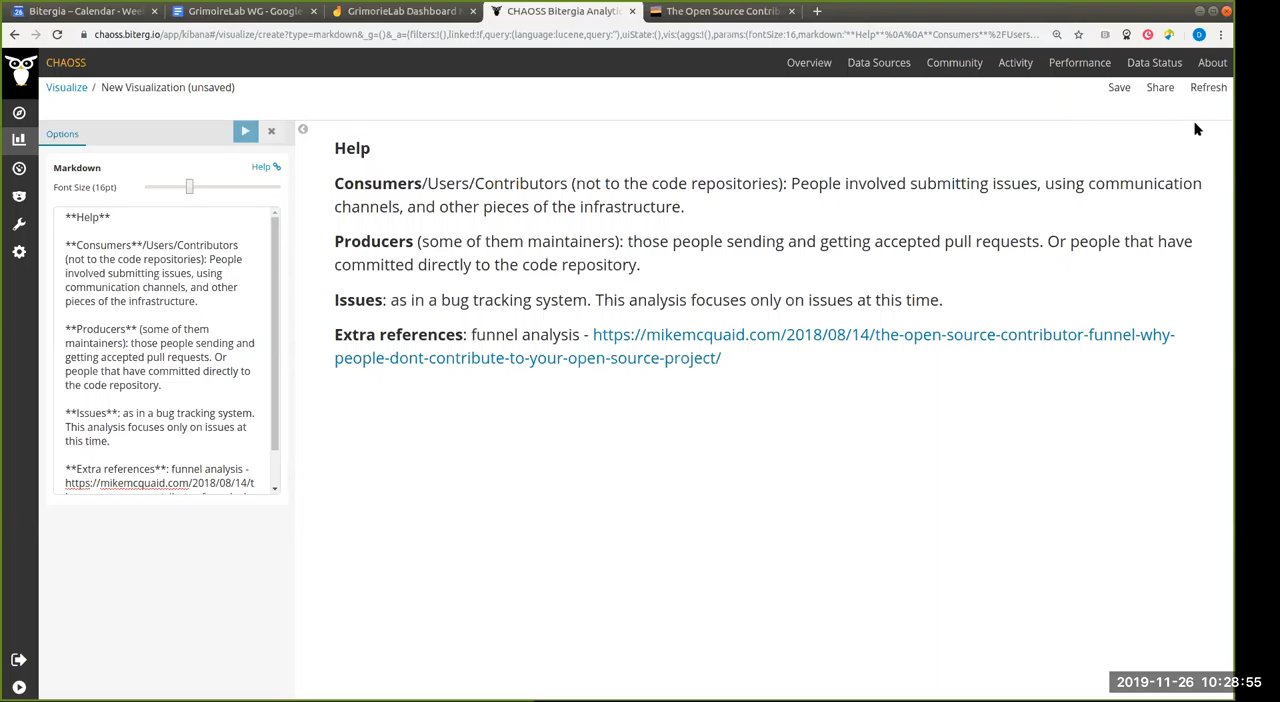 Bitergia – Calendar - Wee
GrimoireLab WG - Google
GrimorieLab Dashboard
CHAOSS Bitergia Analytic
The Open Source Contrib
chaoss.biterg.io/app/kibana#/visualize/create?type=markdown&_g=()&_a=(filters:!(),linked:!f,query:(language:lucene,query:''),uiState:(),vis:(aggs:!(),params:(fontSize:16,markdown:'**Help**%0A%0A**Consumers**%2FUsers...
CHAOSS
Overview Data Sources Community Activity Performance Data Status About
Visualize / New Visualization (unsaved)
Save Share Refresh
Options
Markdown
Help
Font Size (16pt)
**Help**
**Consumers**/Users/Contributors
(not to the code repositories): People
involved submitting issues, using
communication channels, and other
pieces of the infrastructure.
**Producers** (some of them
maintainers): those people sending and
getting accepted pull requests. Or
people that have committed directly to
the code repository.
**Issues**: as in a bug tracking system.
This analysis focuses only on issues at
this time.
**Extra references**: funnel analysis -
https://mikemcquaid.com/2018/08/14/t
Help
Consumers/Users/Contributors (not to the code repositories): People involved submitting issues, using communication
channels, and other pieces of the infrastructure.
Producers (some of them maintainers): those people sending and getting accepted pull requests. Or people that have
committed directly to the code repository.
Issues: as in a bug tracking system. This analysis focuses only on issues at this time.
Extra references: funnel analysis - https://mikemcquaid.com/2018/08/14/the-open-source-contributor-funnel-why-
people-dont-contribute-to-your-open-source-project/
2019-11-26 10:28:55